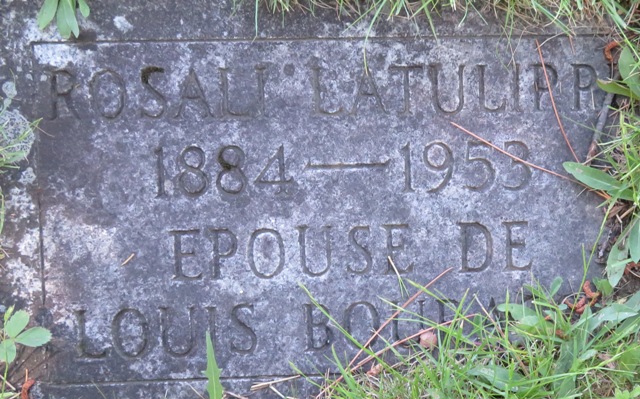 ROSALI LATULIPP
1884—1953
EPOUSE DE
LOUIS